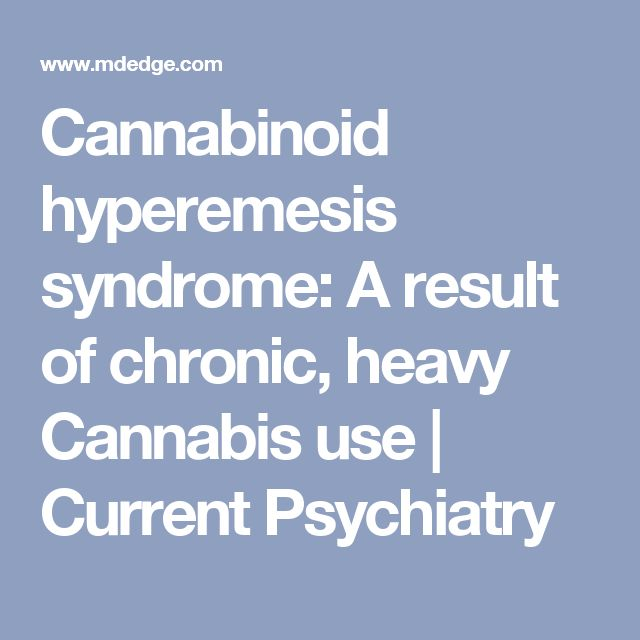 www.mdedge.com
Cannabinoid
hyperemesis
syndrome: A result
of chronic, heavy
Cannabis use |
Current Psychiatry